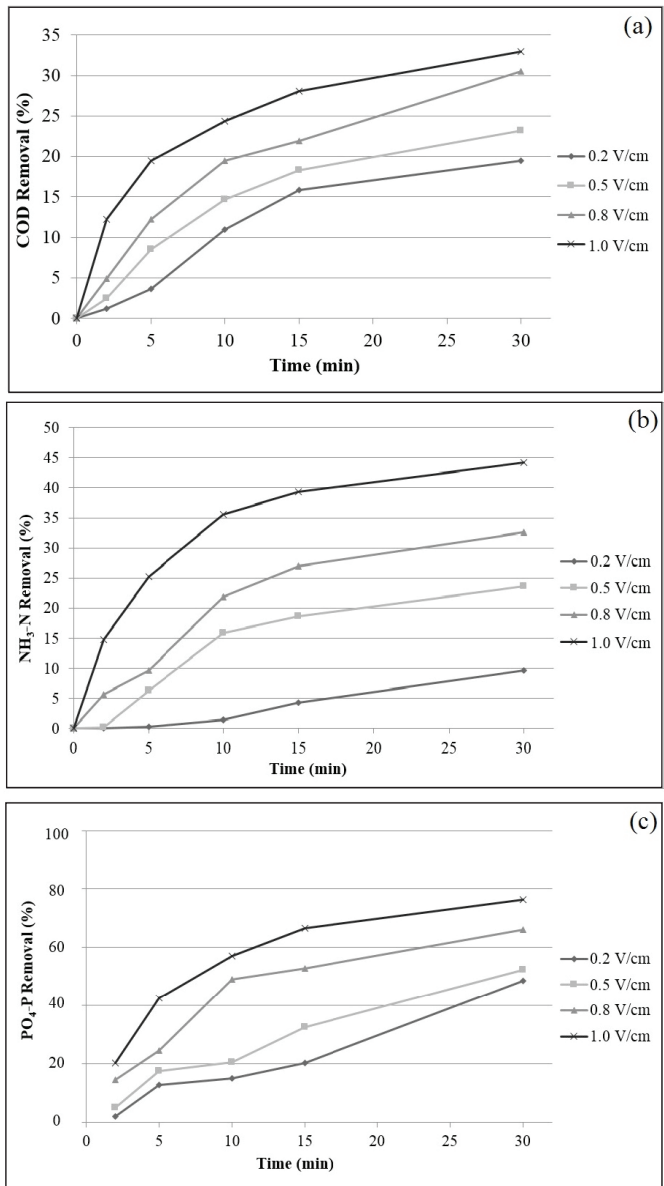 (a)
COD Removal (%)
35
30
25
20
15
10
5
0
0 5 10 15 20 25 30
Time (min)
0.2 V/cm
0.5 V/cm
0.8 V/cm
1.0 V/cm
(b)
NH₃-N Removal (%)
50
45
40
35
30
25
20
15
10
5
0
0 5 10 15 20 25 30
Time (min)
0.2 V/cm
0.5 V/cm
0.8 V/cm
1.0 V/cm
(c)
PO₄-P Removal (%)
100
80
60
40
20
0
0 5 10 15 20 25 30
Time (min)
0.2 V/cm
0.5 V/cm
0.8 V/cm
1.0 V/cm